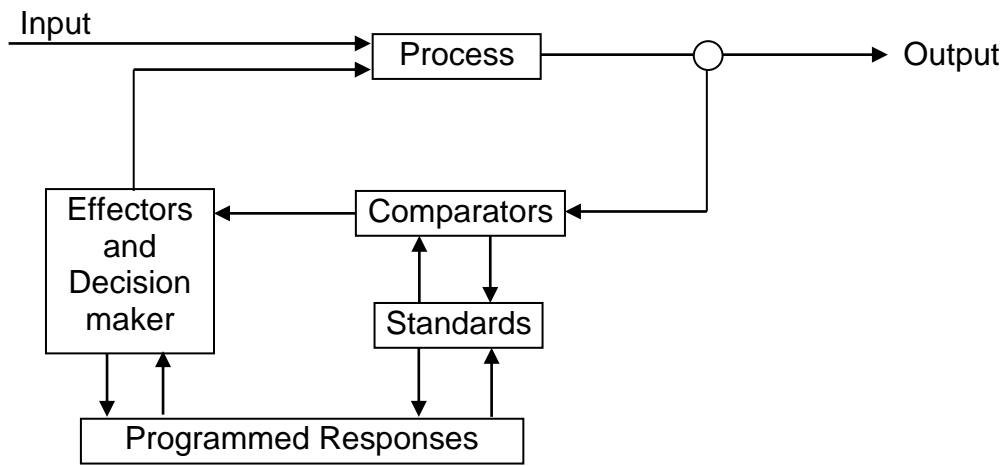 Input
Process
Output
Effectors
and
Decision
maker
Comparators
Standards
Programmed Responses